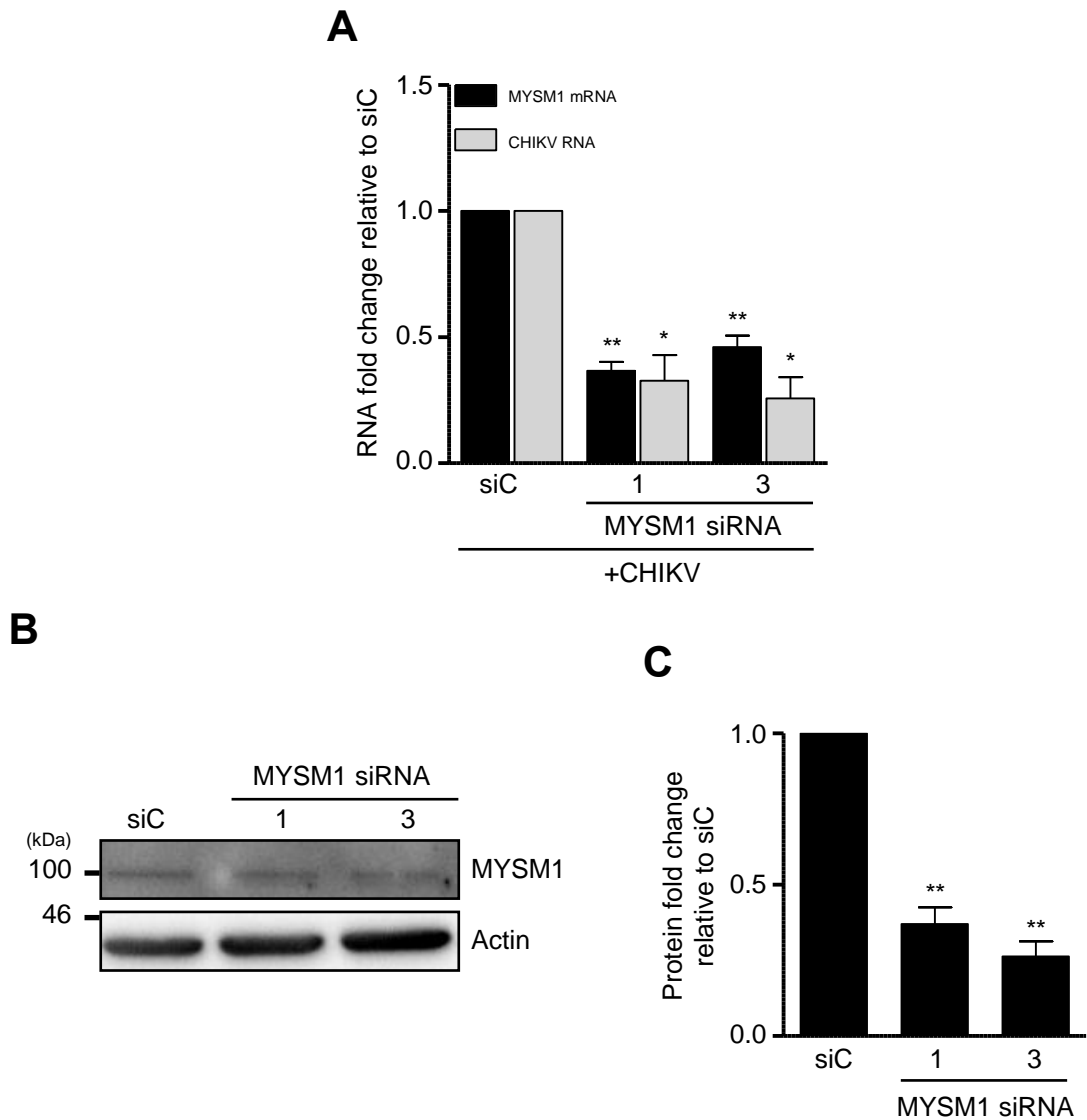 A
RNA fold change relative to siC
1.5
1.0
0.5
0.0
MYSM1 mRNA
CHIKV RNA
** * ** *
siC 1 3
MYSM1 siRNA
+CHIKV
B
MYSM1 siRNA
siC 1 3
(kDa)
100
MYSM1
46
Actin
C
Protein fold change
relative to siC
1.0
0.5
0.0
** **
siC 1 3
MYSM1 siRNA